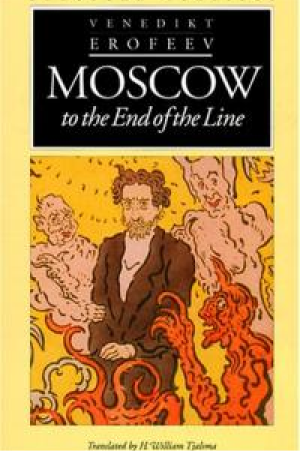 VENEDIKT
EROFEEV
MOSCOW
to the End of the Line
Translated by H. William Tjalsma